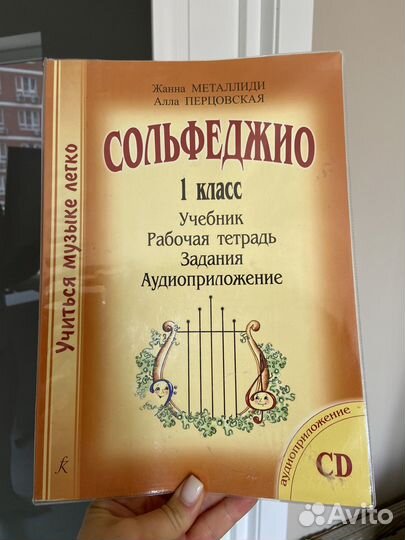 Жанна МЕТАЛЛИДИ
Алла ПЕРЦОВСКАЯ
СОЛЬФЕДЖИО
1 класс
Учебник
Рабочая тетрадь
Задания
Аудиоприложение
Учиться музыке легко
аудиоприложение
CD
Avito